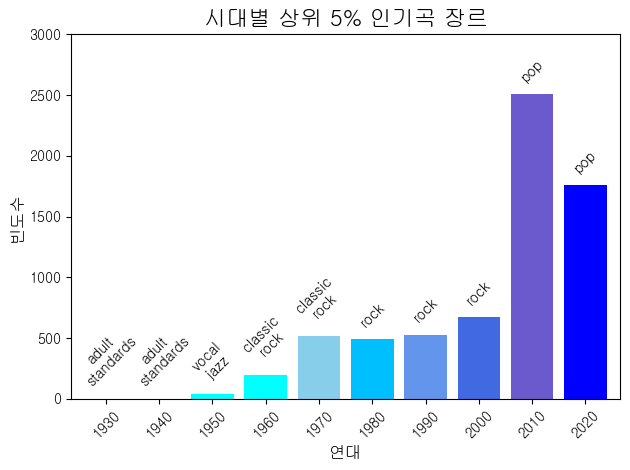 시대별 상위 5% 인기곡 장르
빈도수
3000
2500
2000
1500
1000
500
0
adult
standards
adult
standards
vocal
jazz
classic
rock
classic
rock
rock
rock
rock
pop
pop
1930
1940
1950
1960
1970
1980
1990
2000
2010
2020
연대